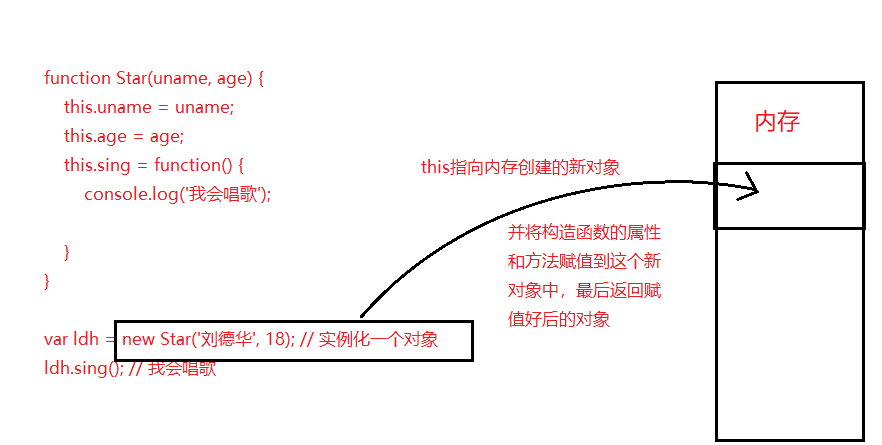 function Star(uname, age) {
this.uname = uname;
this.age = age;
this.sing = function() {
console.log('我会唱歌');
}
}
var ldh = new Star('刘德华', 18); // 实例化一个对象
ldh.sing(); // 我会唱歌
this指向内存创建的新对象
并将构造函数的属性
和方法赋值到这个新
对象中，最后返回赋
值好后的对象
内存